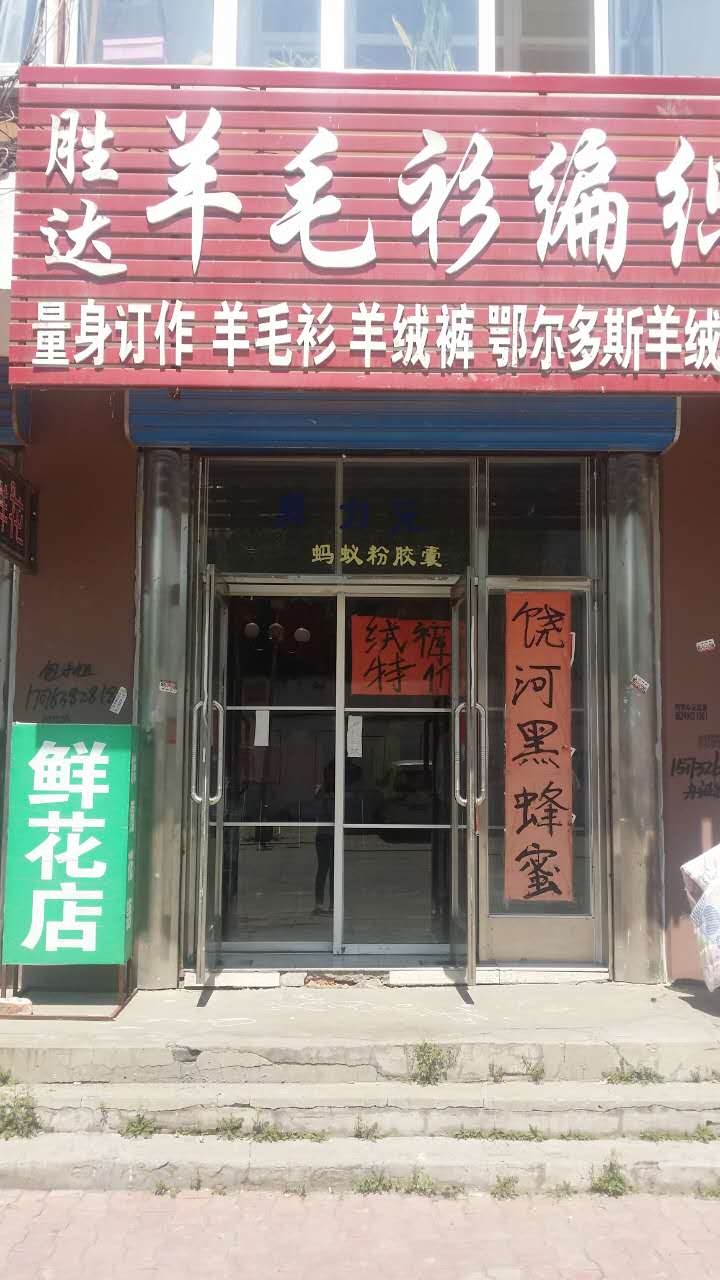 胜达
羊毛衫编织
量身订作 羊毛衫 羊绒裤 鄂尔多斯羊绒
蚂蚁粉胶囊
绒裤
特价
饶河黑蜂蜜
鲜花店